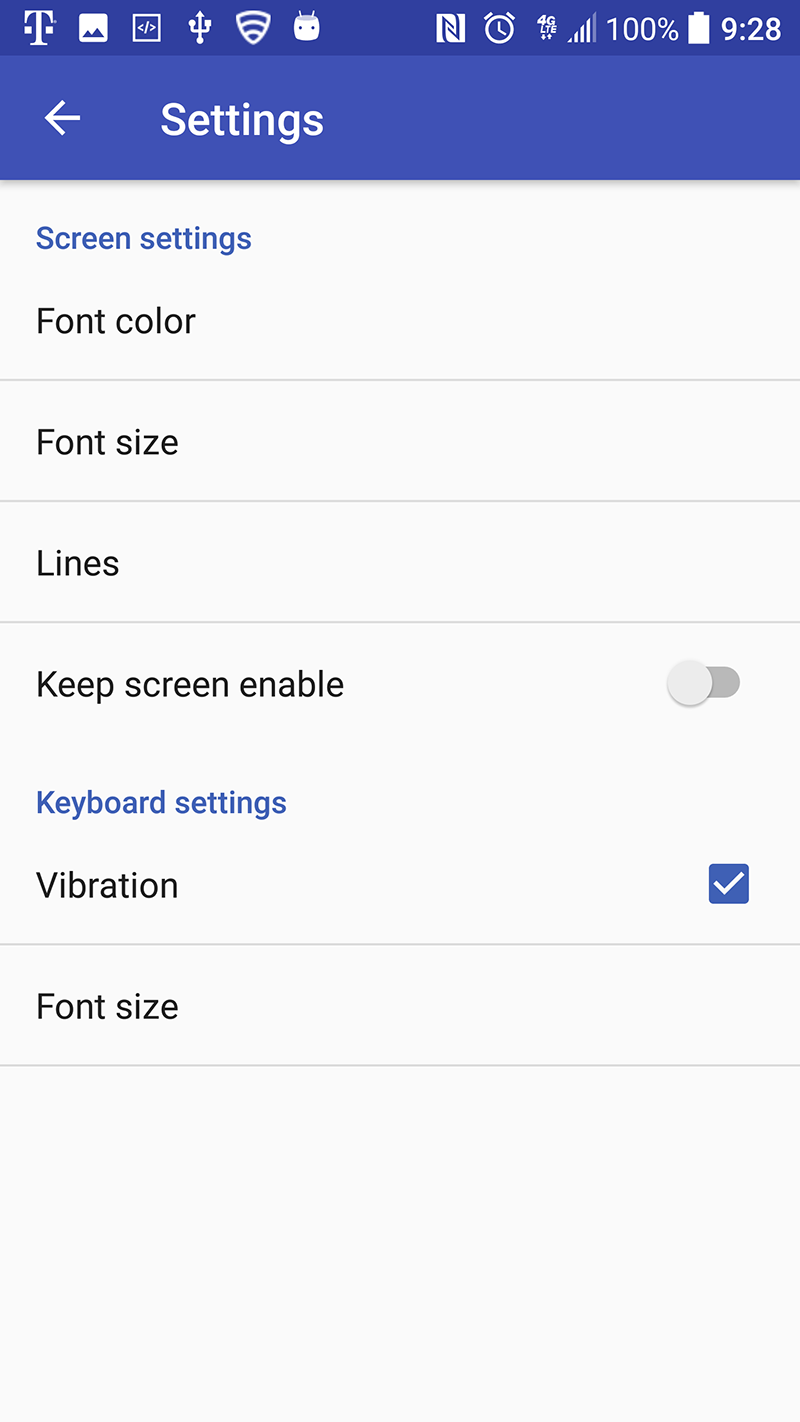 4G LTE 100% 9:28
Settings
Screen settings
Font color
Font size
Lines
Keep screen enable
Keyboard settings
Vibration
Font size